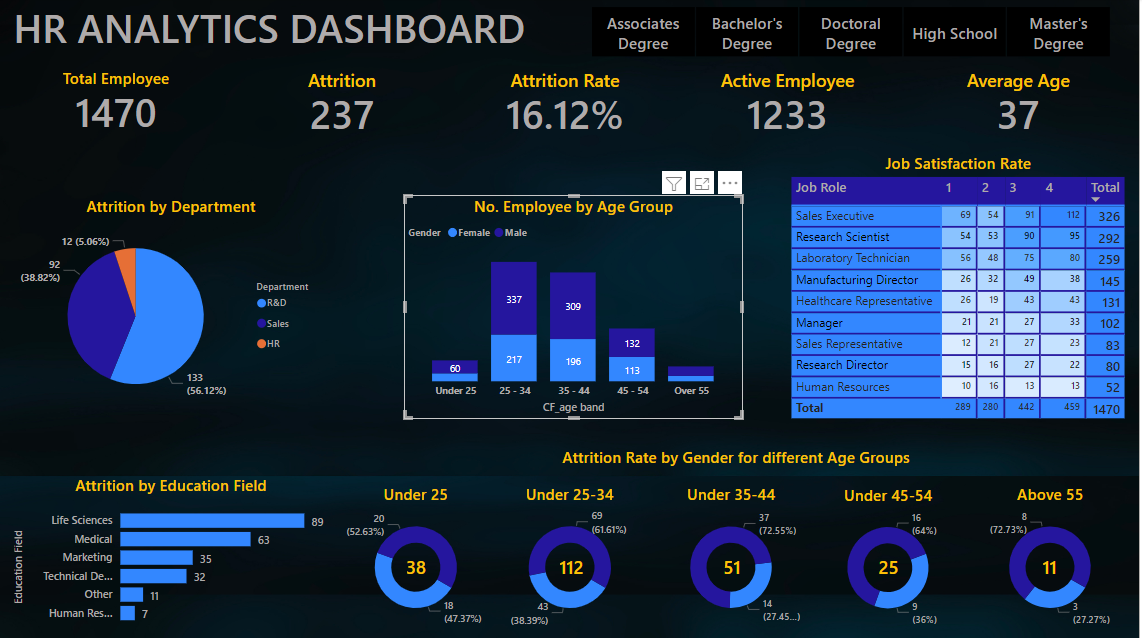 HR ANALYTICS DASHBOARD
Associates Degree
Bachelor's Degree
Doctoral Degree
High School
Master's Degree
Total Employee
1470
Attrition
237
Attrition Rate
16.12%
Active Employee
1233
Average Age
37
Attrition by Department
12 (5.06%)
92
(38.82%)
133
(56.12%)
Department
R&D
Sales
HR
No. Employee by Age Group
Gender Female Male
337
309
132
60
217
196
113
Under 25 25 - 34 35 - 44 45 - 54 Over 55
CF_age band
Job Satisfaction Rate
Job Role 1 2 3 4 Total
Sales Executive 69 54 91 112 326
Research Scientist 54 53 90 95 292
Laboratory Technician 56 48 75 80 259
Manufacturing Director 26 32 49 38 145
Healthcare Representative 26 19 43 43 131
Manager 21 21 27 33 102
Sales Representative 12 21 27 23 83
Research Director 15 16 27 22 80
Human Resources 10 16 13 13 52
Total 289 280 442 459 1470
Attrition by Education Field
Education Field
Life Sciences 89
Medical 63
Marketing 35
Technical De... 32
Other 11
Human Res... 7
Attrition Rate by Gender for different Age Groups
Under 25
20
(52.63%)
38
18
(47.37%)
Under 25-34
69
(61.61%)
112
43
(38.39%)
Under 35-44
37
(72.55%)
51
14
(27.45...)
Under 45-54
16
(64%)
25
9
(36%)
Above 55
8
(72.73%)
11
3
(27.27%)